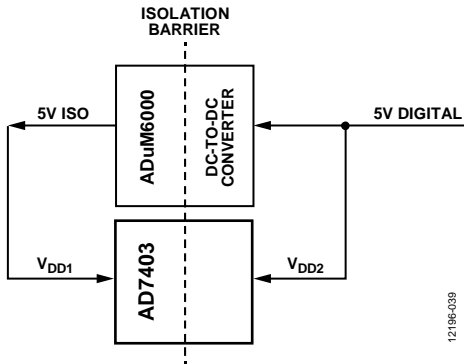 ISOLATION
BARRIER
5V ISO
ADuM6000
DC-TO-DC
CONVERTER
5V DIGITAL
VDD1
AD7403
VDD2
12196-039